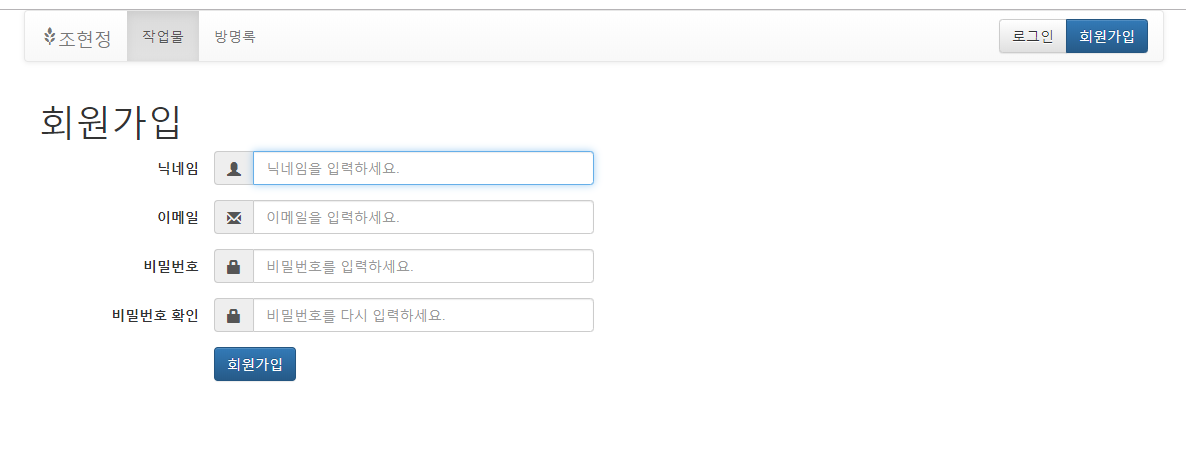 조현정 작업물 방명록 로그인 회원가입
회원가입
닉네임 닉네임을 입력하세요.
이메일 이메일을 입력하세요.
비밀번호 비밀번호를 입력하세요.
비밀번호 확인 비밀번호를 다시 입력하세요.
회원가입